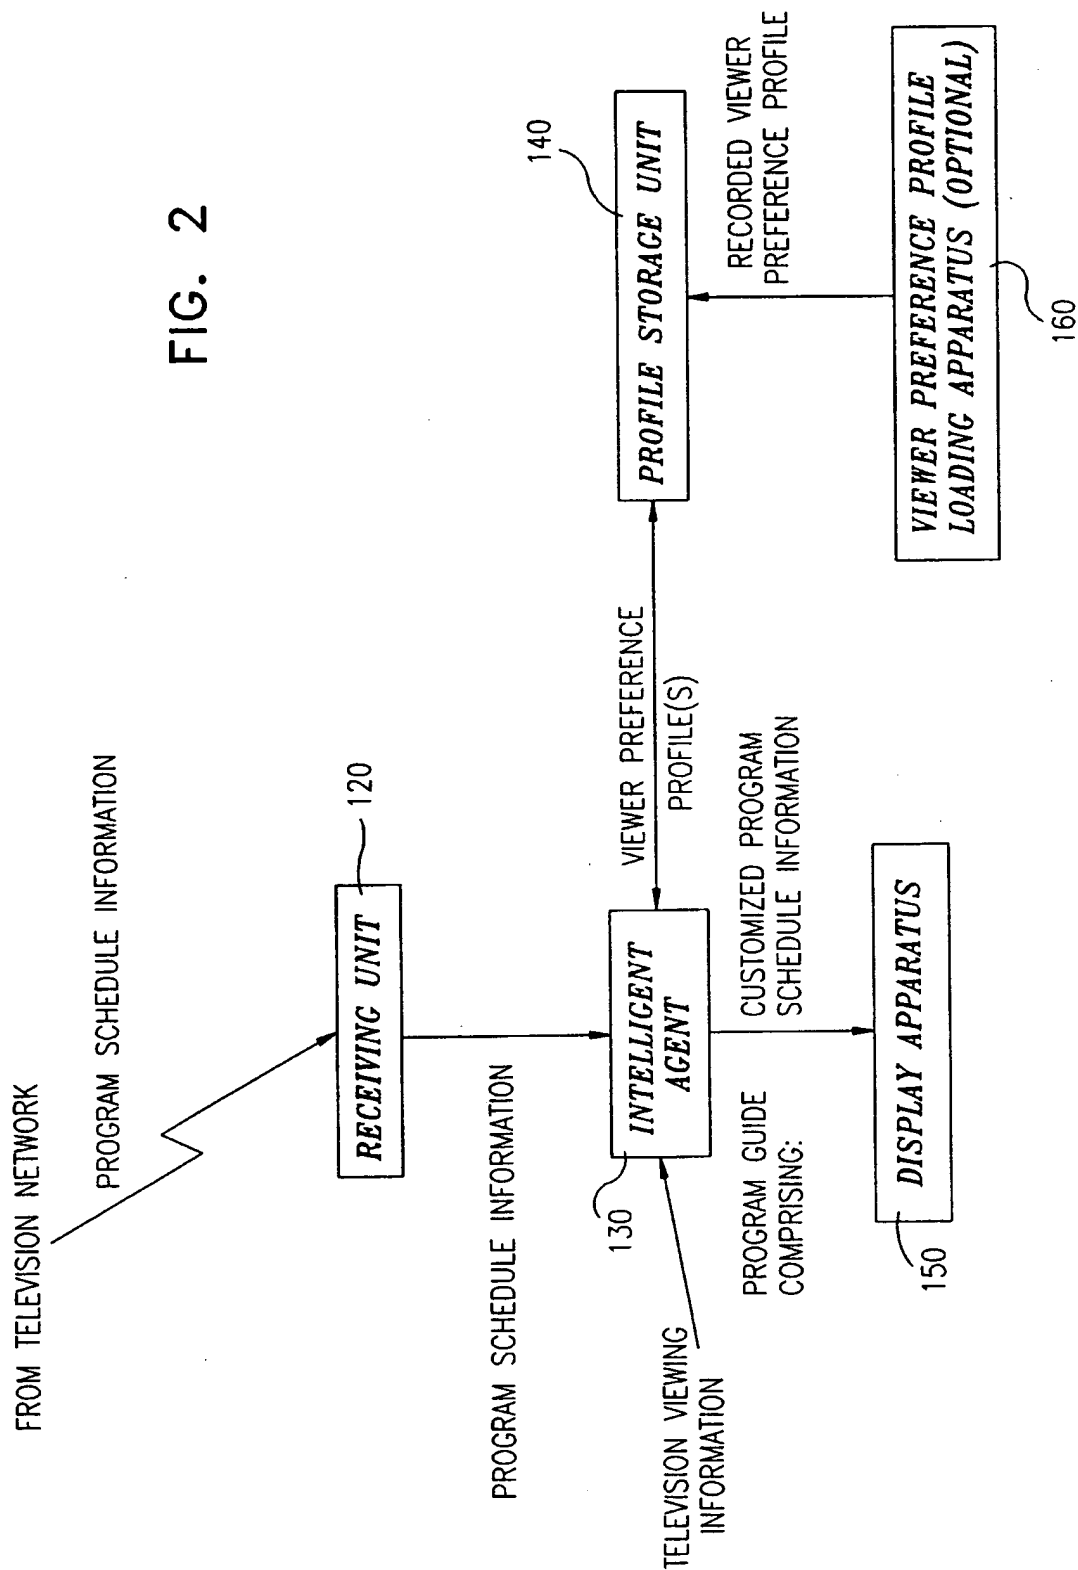 FIG. 2
FROM TELEVISION NETWORK
PROGRAM SCHEDULE INFORMATION
120
RECEIVING UNIT
PROGRAM SCHEDULE INFORMATION
140
PROFILE STORAGE UNIT
VIEWER PREFERENCE
PROFILE(S)
130
INTELLIGENT
AGENT
TELEVISION VIEWING
INFORMATION
RECORDED VIEWER
PREFERENCE PROFILE
PROGRAM GUIDE
COMPRISING:
CUSTOMIZED PROGRAM
SCHEDULE INFORMATION
150
DISPLAY APPARATUS
VIEWER PREFERENCE PROFILE
LOADING APPARATUS (OPTIONAL)
160